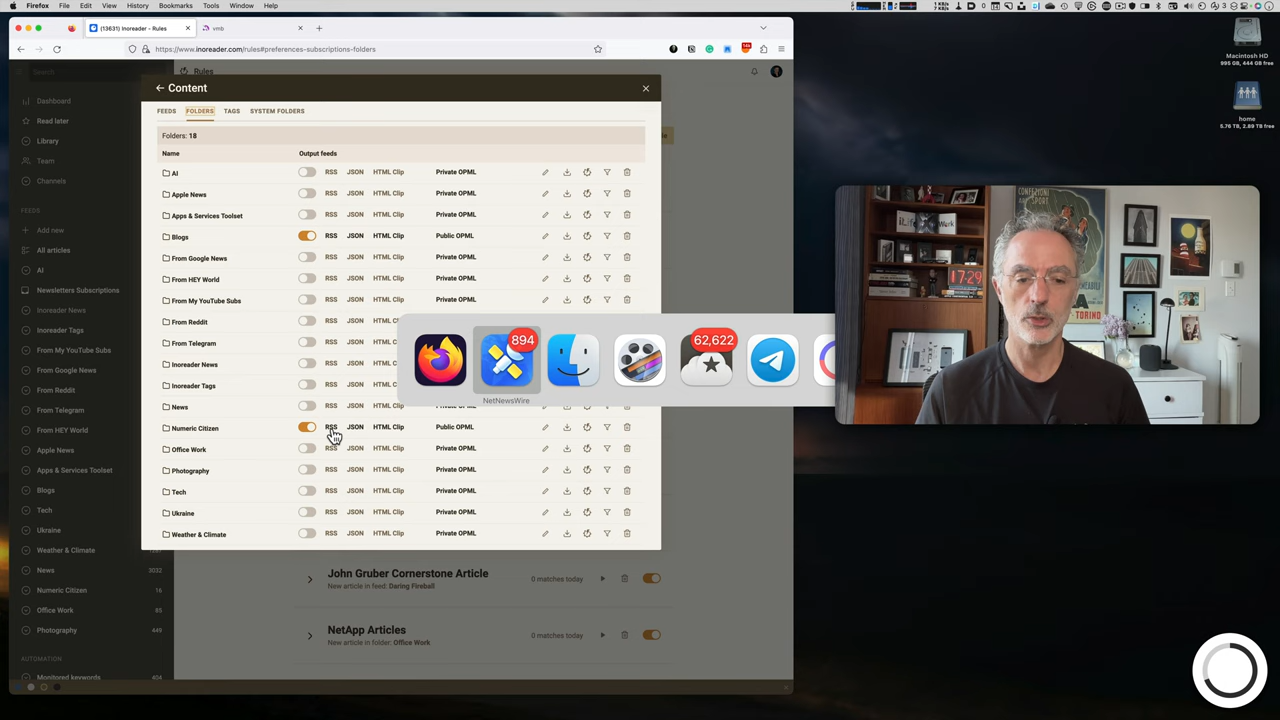 Firefox File Edit View History Bookmarks Tools Window Help
(13631) Inoreader - Rules
vmb
https://www.inoreader.com/rules#preferences-subscriptions-folders
146
Search
Rules
Dashboard
Read later
Library
Team
Channels
FEEDS
Add new
All articles
AI
Newsletters Subscriptions
Inoreader News
Inoreader Tags
From My YouTube Subs
From Google News
From Reddit
From Telegram
From HEY World
Apple News
Apps & Services Toolset
Blogs
Tech
Ukraine
Weather & Climate
News 3032
Numeric Citizen 16
Office Work 65
Photography 449
AUTOMATION
Monitored keywords
Content
FEEDS FOLDERS TAGS SYSTEM FOLDERS
Folders: 18
Name Output feeds
AI RSS JSON HTML Clip Private OPML
Apple News RSS JSON HTML Clip Private OPML
Apps & Services Toolset RSS JSON HTML Clip Private OPML
Blogs RSS JSON HTML Clip Public OPML
From Google News RSS JSON HTML Clip Private OPML
From HEY World RSS JSON HTML Clip Private OPML
From My YouTube Subs RSS JSON HTML Clip Private OPML
From Reddit RSS JSON
From Telegram RSS JSON
Inoreader News RSS JSON
Inoreader Tags RSS JSON
News RSS JSON HTML Clip Private OPML
Numeric Citizen RSS JSON HTML Clip Public OPML
Office Work RSS JSON HTML Clip Private OPML
Photography RSS JSON HTML Clip Private OPML
Tech RSS JSON HTML Clip Private OPML
Ukraine RSS JSON HTML Clip Private OPML
Weather & Climate RSS JSON HTML Clip Private OPML
894
62,622
NetNewsWire
John Gruber Cornerstone Article
New article in feed: Daring Fireball
0 matches today
NetApp Articles
New article in folder: Office Work
0 matches today
Macintosh HD
995 GB, 444 GB free
home
5.76 TB, 2.89 TB free
CONFEZIONI
iLife
Work
17:29
TORINO